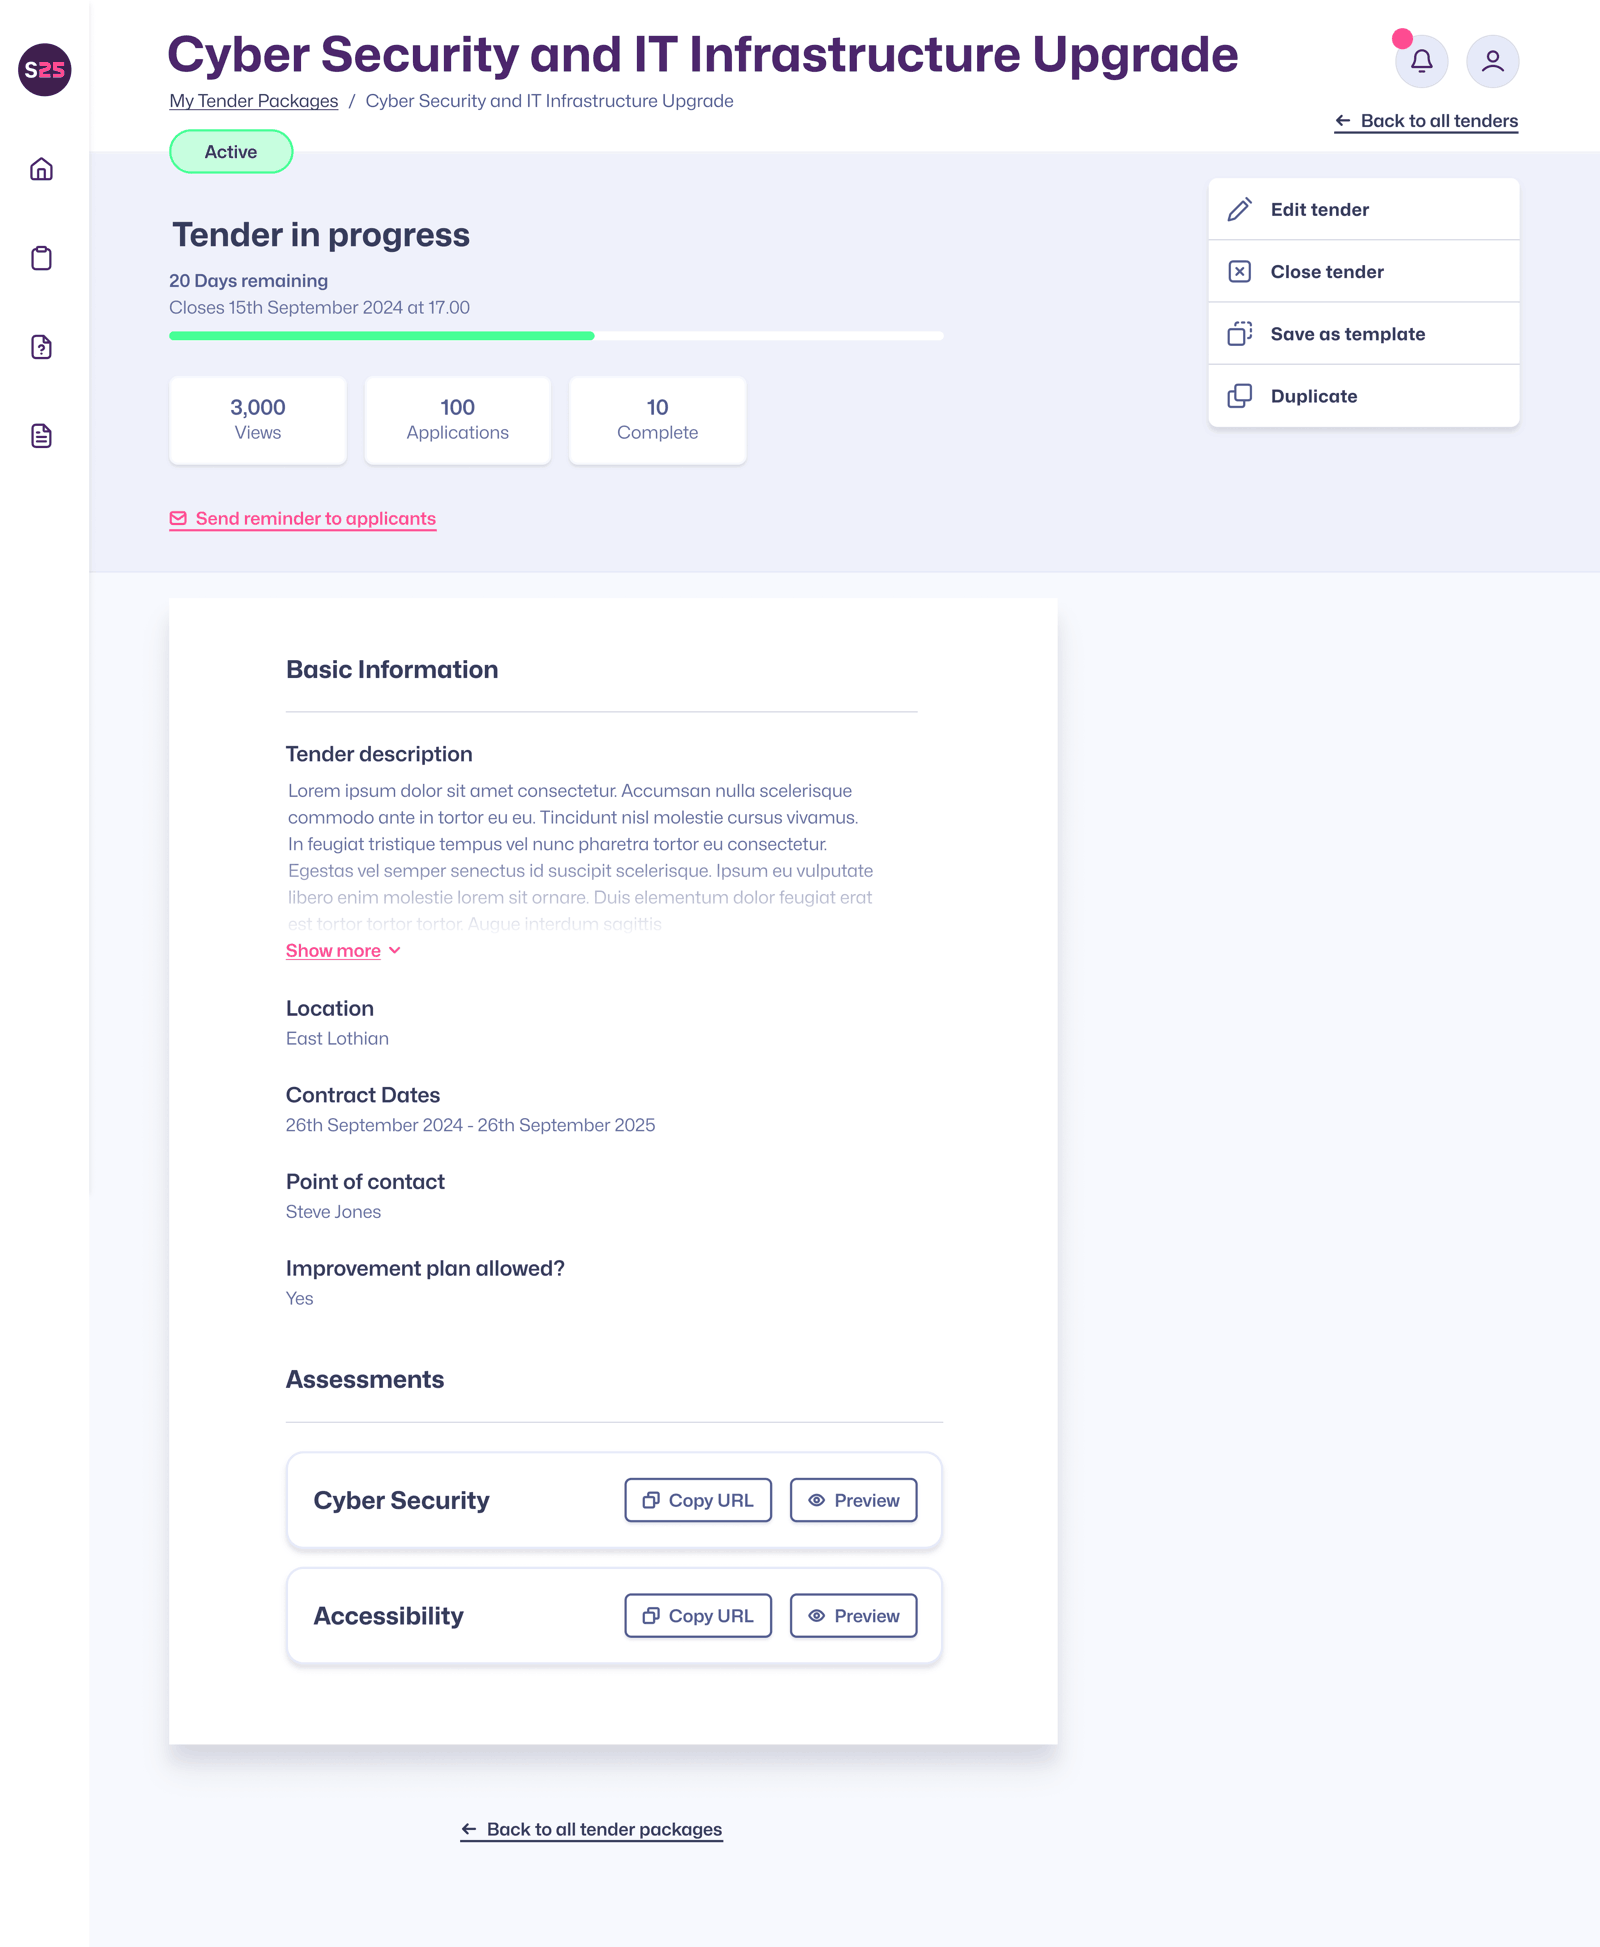 S25
Cyber Security and IT Infrastructure Upgrade
My Tender Packages / Cyber Security and IT Infrastructure Upgrade
Back to all tenders
Active
Tender in progress
20 Days remaining
Closes 15th September 2024 at 17.00
Edit tender
Close tender
Save as template
Duplicate
3,000
Views
100
Applications
10
Complete
Send reminder to applicants
Basic Information
Tender description
Lorem ipsum dolor sit amet consectetur. Accumsan nulla scelerisque
commodo ante in tortor eu eu. Tincidunt nisl molestie cursus vivamus.
In feugiat tristique tempus vel nunc pharetra tortor eu consectetur.
Egestas vel semper senectus id suscipit scelerisque. Ipsum eu vulputate
libero enim molestie lorem sit ornare. Duis elementum dolor feugiat erat
est tortor tortor tortor. Augue interdum sagittis
Show more
Location
East Lothian
Contract Dates
26th September 2024 - 26th September 2025
Point of contact
Steve Jones
Improvement plan allowed?
Yes
Assessments
Cyber Security
Copy URL
Preview
Accessibility
Copy URL
Preview
Back to all tender packages